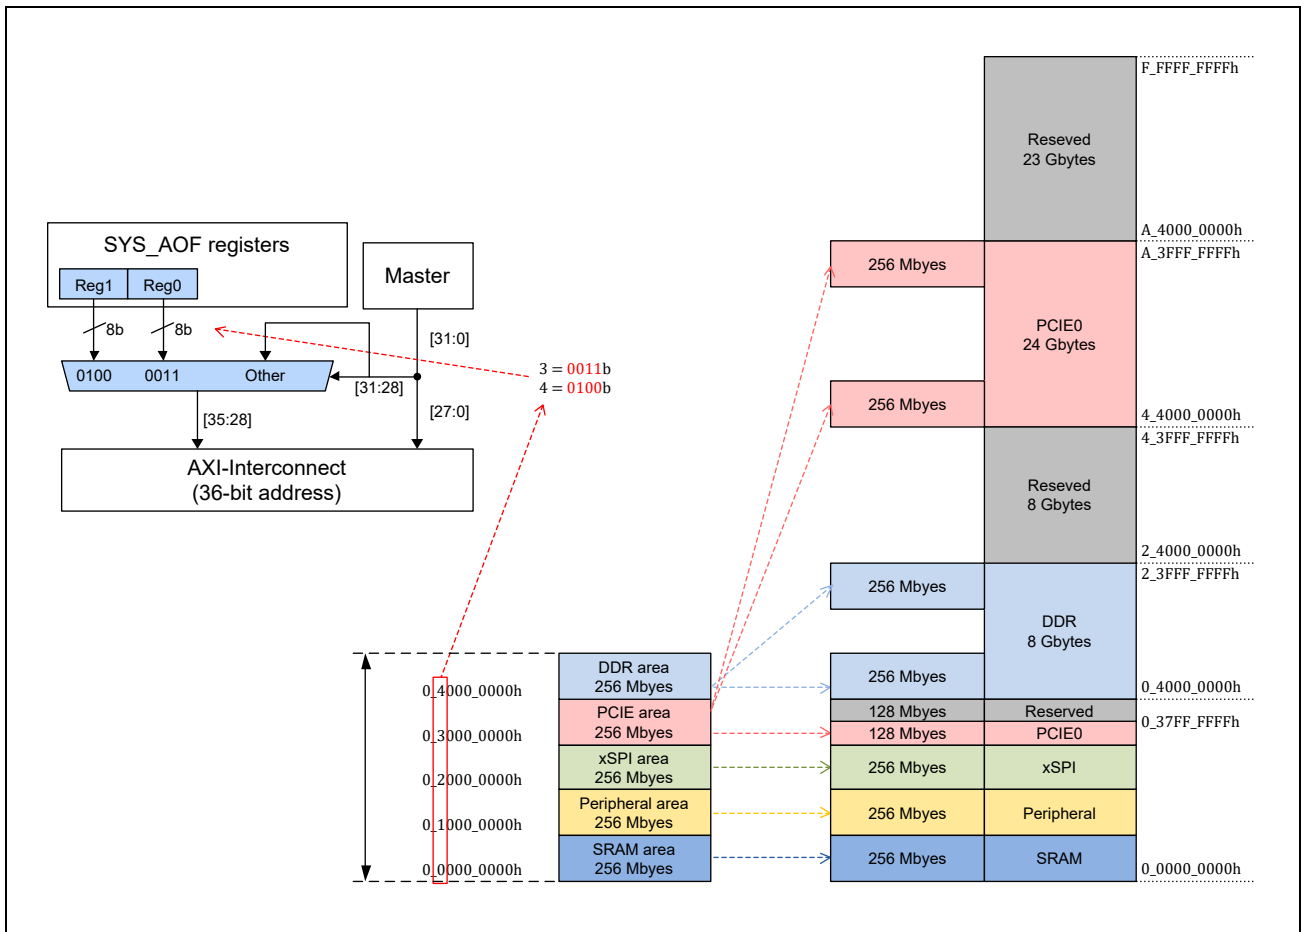 SYS_AOF registers
Reg1
Reg0
8b
8b
Master
[31:0]
0100
0011
Other
[31:28]
[35:28]
[27:0]
AXI-Interconnect
(36-bit address)
3 = 0011b
4 = 0100b
0_4000_0000h
0_3000_0000h
0_2000_0000h
0_1000_0000h
0_0000_0000h
DDR area
256 Mbyes
PCIE area
256 Mbyes
xSPI area
256 Mbyes
Peripheral area
256 Mbyes
SRAM area
256 Mbyes
256 Mbyes
256 Mbyes
256 Mbyes
256 Mbyes
128 Mbyes
128 Mbyes
256 Mbyes
256 Mbyes
256 Mbyes
Reseved
23 Gbytes
PCIE0
24 Gbytes
Reseved
8 Gbytes
DDR
8 Gbytes
Reserved
PCIE0
xSPI
Peripheral
SRAM
F_FFFF_FFFFh
A_4000_0000h
A_3FFF_FFFFh
4_4000_0000h
4_3FFF_FFFFh
2_4000_0000h
2_3FFF_FFFFh
0_4000_0000h
0_37FF_FFFFh
0_0000_0000h